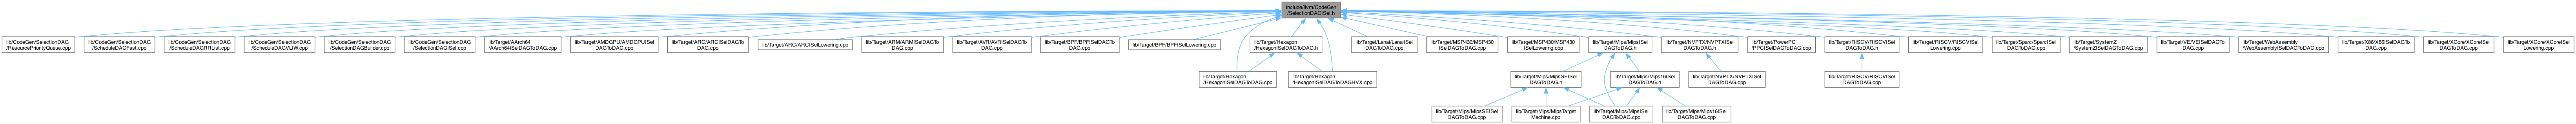 include/llvm/CodeGen
/SelectionDAGISel.h
lib/CodeGen/SelectionDAG
/ResourcePriorityQueue.cpp
lib/CodeGen/SelectionDAG
/ScheduleDAGFast.cpp
lib/CodeGen/SelectionDAG
/ScheduleDAGRRList.cpp
lib/CodeGen/SelectionDAG
/ScheduleDAGVLIW.cpp
lib/CodeGen/SelectionDAG
/SelectionDAGBuilder.cpp
lib/CodeGen/SelectionDAG
/SelectionDAGISel.cpp
lib/Target/AArch64
/AArch64ISelDAGToDAG.cpp
lib/Target/AMDGPU/AMDGPUISel
DAGToDAG.cpp
lib/Target/ARC/ARCISelDAGTo
DAG.cpp
lib/Target/ARC/ARCISelLowering.cpp
lib/Target/ARM/ARMISelDAGTo
DAG.cpp
lib/Target/AVR/AVRISelDAGTo
DAG.cpp
lib/Target/BPF/BPFISelDAGTo
DAG.cpp
lib/Target/BPF/BPFISelLowering.cpp
lib/Target/Hexagon
/HexagonISelDAGToDAG.h
lib/Target/Lanai/LanaiISel
DAGToDAG.cpp
lib/Target/MSP430/MSP430
ISelDAGToDAG.cpp
lib/Target/MSP430/MSP430
ISelLowering.cpp
lib/Target/Mips/MipsISel
DAGToDAG.h
lib/Target/NVPTX/NVPTXISel
DAGToDAG.h
lib/Target/PowerPC
/PPCISelDAGToDAG.cpp
lib/Target/RISCV/RISCVISel
DAGToDAG.h
lib/Target/RISCV/RISCVISel
Lowering.cpp
lib/Target/Sparc/SparcISel
DAGToDAG.cpp
lib/Target/SystemZ
/SystemZISelDAGToDAG.cpp
lib/Target/VE/VEISelDAGTo
DAG.cpp
lib/Target/WebAssembly
/WebAssemblyISelDAGToDAG.cpp
lib/Target/X86/X86ISelDAGTo
DAG.cpp
lib/Target/XCore/XCoreISel
DAGToDAG.cpp
lib/Target/XCore/XCoreISel
Lowering.cpp
lib/Target/Hexagon
/HexagonISelDAGToDAG.cpp
lib/Target/Hexagon
/HexagonISelDAGToDAGHVX.cpp
lib/Target/Mips/MipsSEISel
DAGToDAG.h
lib/Target/Mips/Mips16ISel
DAGToDAG.h
lib/Target/NVPTX/NVPTXISel
DAGToDAG.cpp
lib/Target/RISCV/RISCVISel
DAGToDAG.cpp
lib/Target/Mips/MipsSEISel
DAGToDAG.cpp
lib/Target/Mips/MipsTarget
Machine.cpp
lib/Target/Mips/MipsISel
DAGToDAG.cpp
lib/Target/Mips/Mips16ISel
DAGToDAG.cpp